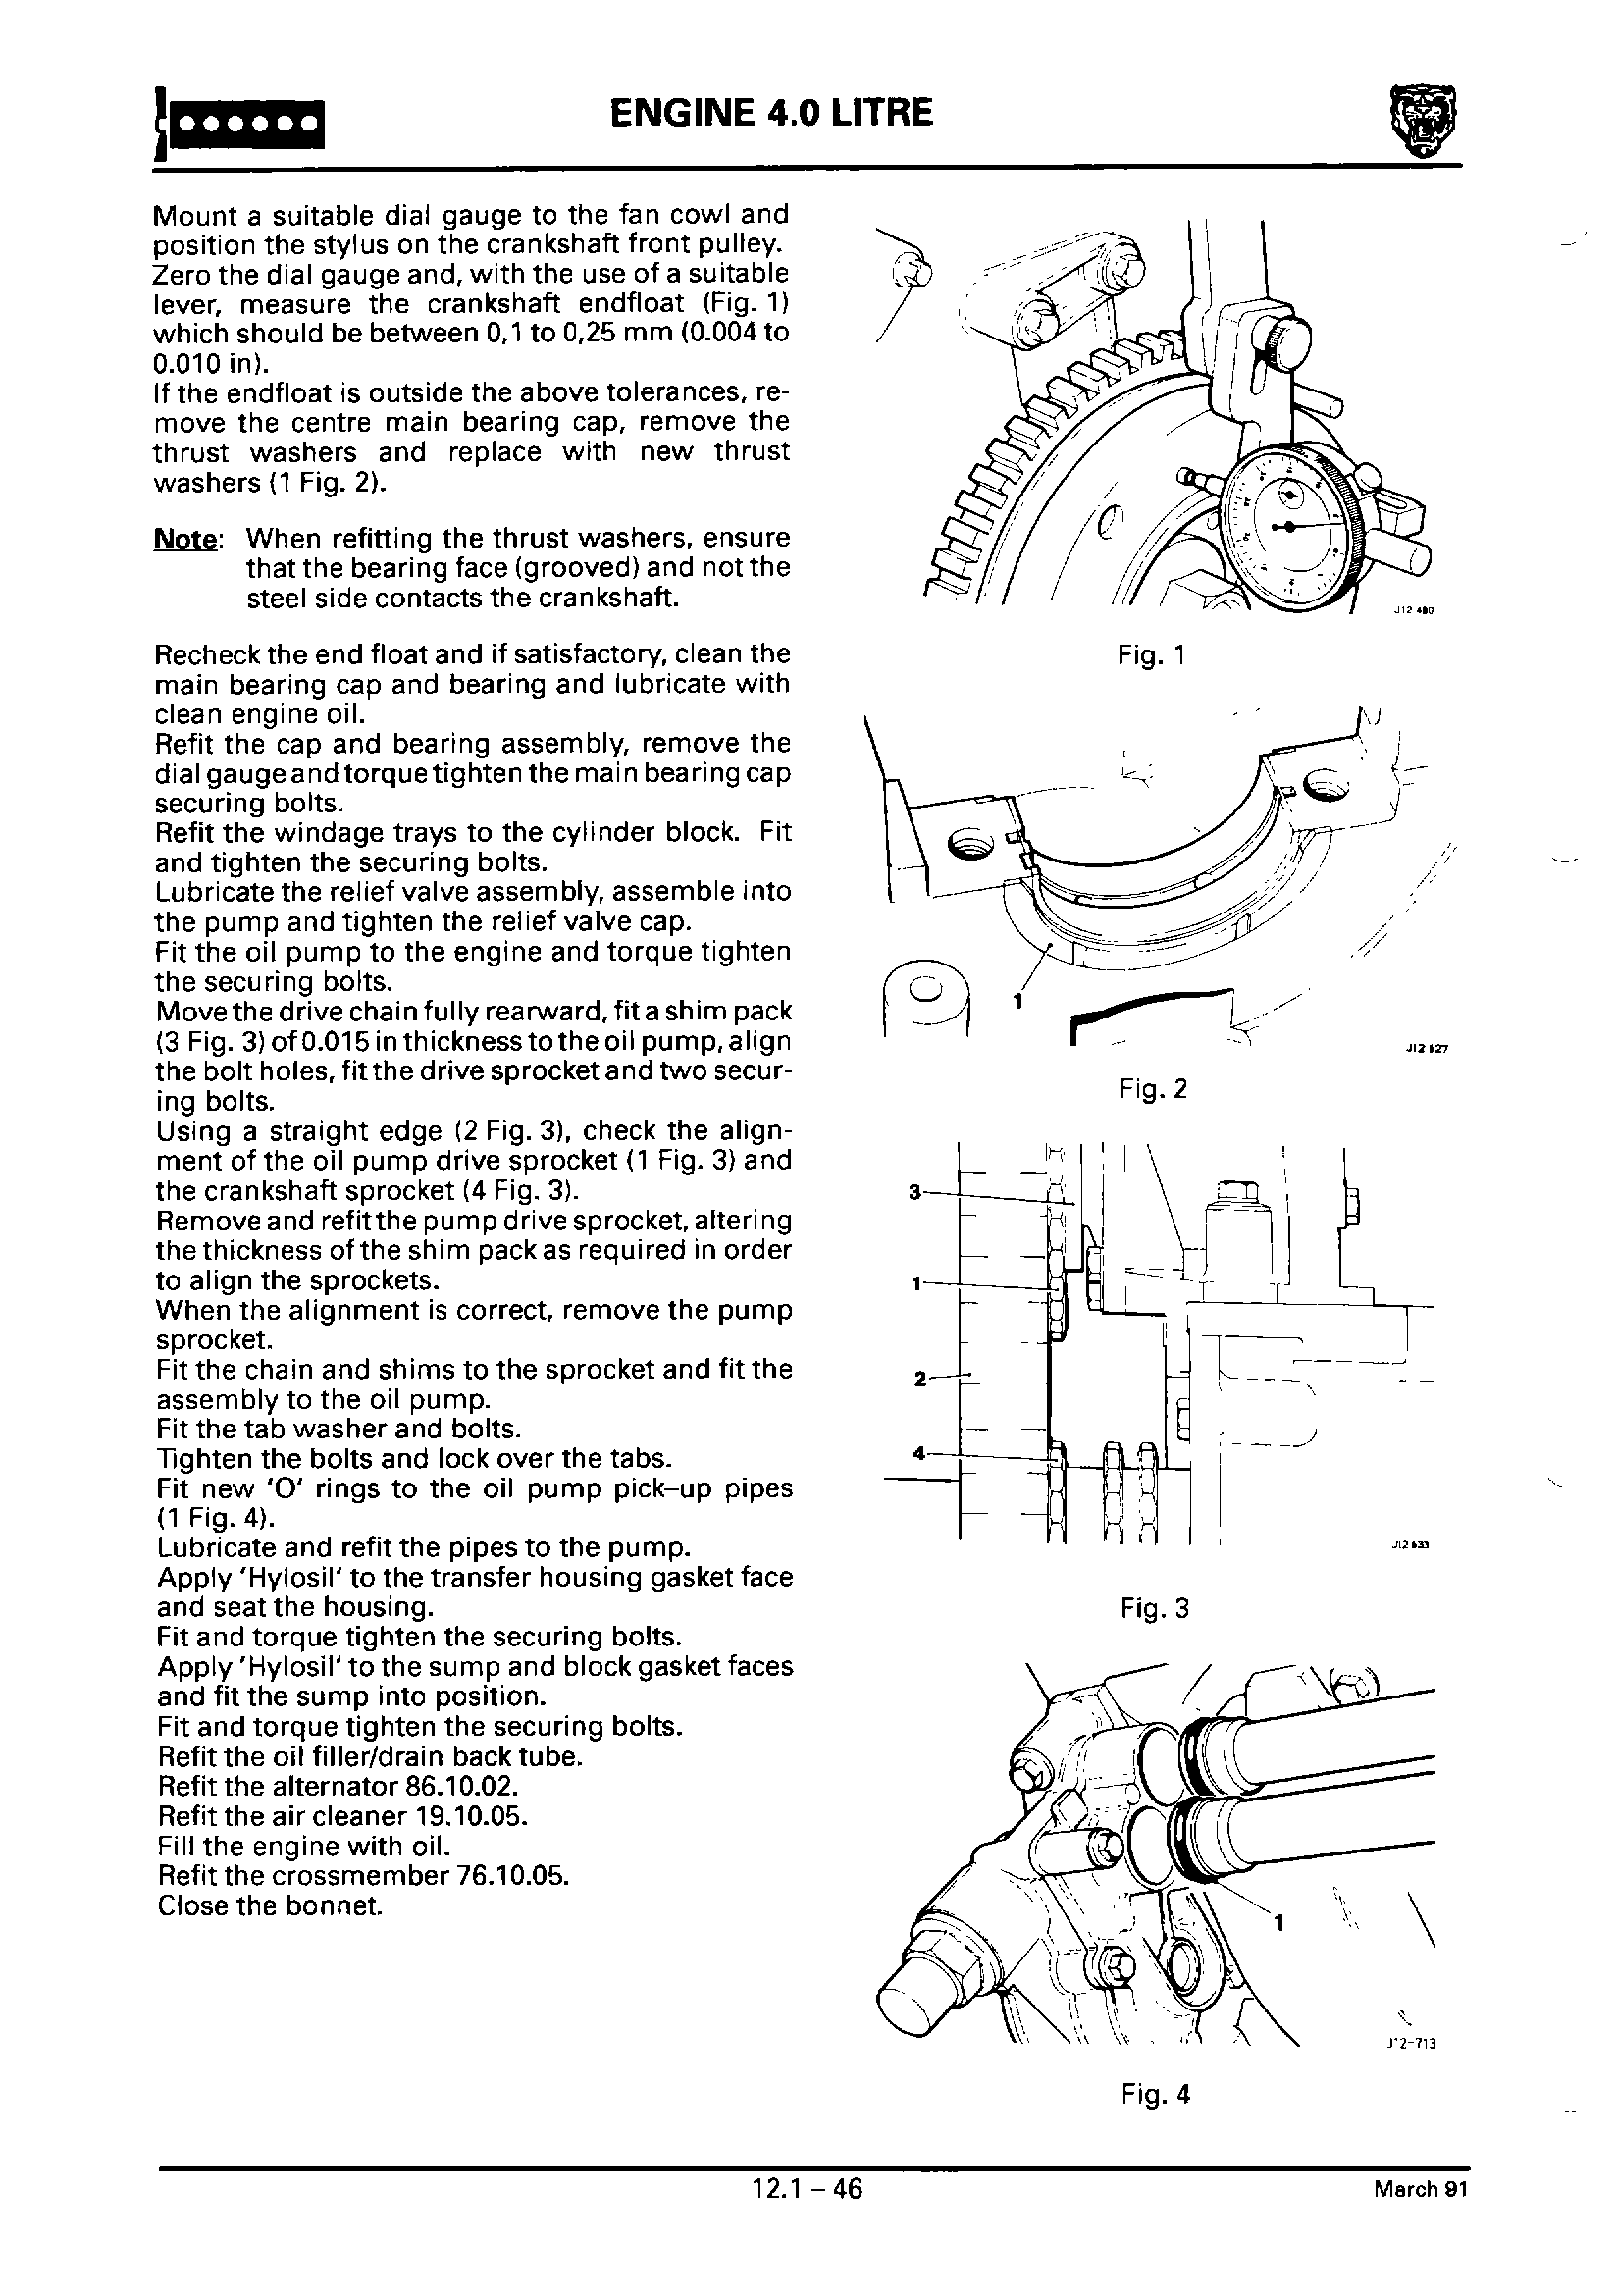 ENGINE 4.0 LITRE
Mount a suitable dial gauge to the fan cowl and
position the stylus on the crankshaft front pulley.
Zero the dial gauge and, with the use of a suitable
lever, measure the crankshaft endfloat (Fig. 1)
which should be between 0,1 to 0,25 mm (0.004 to
0.010 in).
If the endfloat is outside the above tolerances, re-
move the centre main bearing cap, remove the
thrust washers and replace with new thrust
washers (1 Fig. 2).
Note: When refitting the thrust washers, ensure
that the bearing face (grooved) and not the
steel side contacts the crankshaft.
Recheck the end float and if satisfactory, clean the
main bearing cap and bearing and lubricate with
clean engine oil.
Refit the cap and bearing assembly, remove the
dial gauge and torque tighten the main bearing cap
securing bolts.
Refit the windage trays to the cylinder block. Fit
and tighten the securing bolts.
Lubricate the relief valve assembly, assemble into
the pump and tighten the relief valve cap.
Fit the oil pump to the engine and torque tighten
the securing bolts.
Move the drive chain fully rearward, fit a shim pack
(3 Fig. 3) of 0.015 in thickness to the oil pump, align
the bolt holes, fit the drive sprocket and two secur-
ing bolts.
Using a straight edge (2 Fig. 3), check the align-
ment of the oil pump drive sprocket (1 Fig. 3) and
the crankshaft sprocket (4 Fig. 3).
Remove and refit the pump drive sprocket, altering
the thickness of the shim pack as required in order
to align the sprockets.
When the alignment is correct, remove the pump
sprocket.
Fit the chain and shims to the sprocket and fit the
assembly to the oil pump.
Fit the tab washer and bolts.
Tighten the bolts and lock over the tabs.
Fit new 'O' rings to the oil pump pick-up pipes
(1 Fig. 4).
Lubricate and refit the pipes to the pump.
Apply 'Hylosil' to the transfer housing gasket face
and seat the housing.
Fit and torque tighten the securing bolts.
Apply 'Hylosil' to the sump and block gasket faces
and fit the sump into position.
Fit and torque tighten the securing bolts.
Refit the oil filler/drain back tube.
Refit the alternator 86.10.02.
Refit the air cleaner 19.10.05.
Fill the engine with oil.
Refit the crossmember 76.10.05.
Close the bonnet.
J12 480
Fig. 1
1
J12 627
Fig. 2
3
1
2
4
J12 633
Fig. 3
1
J12-713
Fig. 4
12.1 – 46
March 91